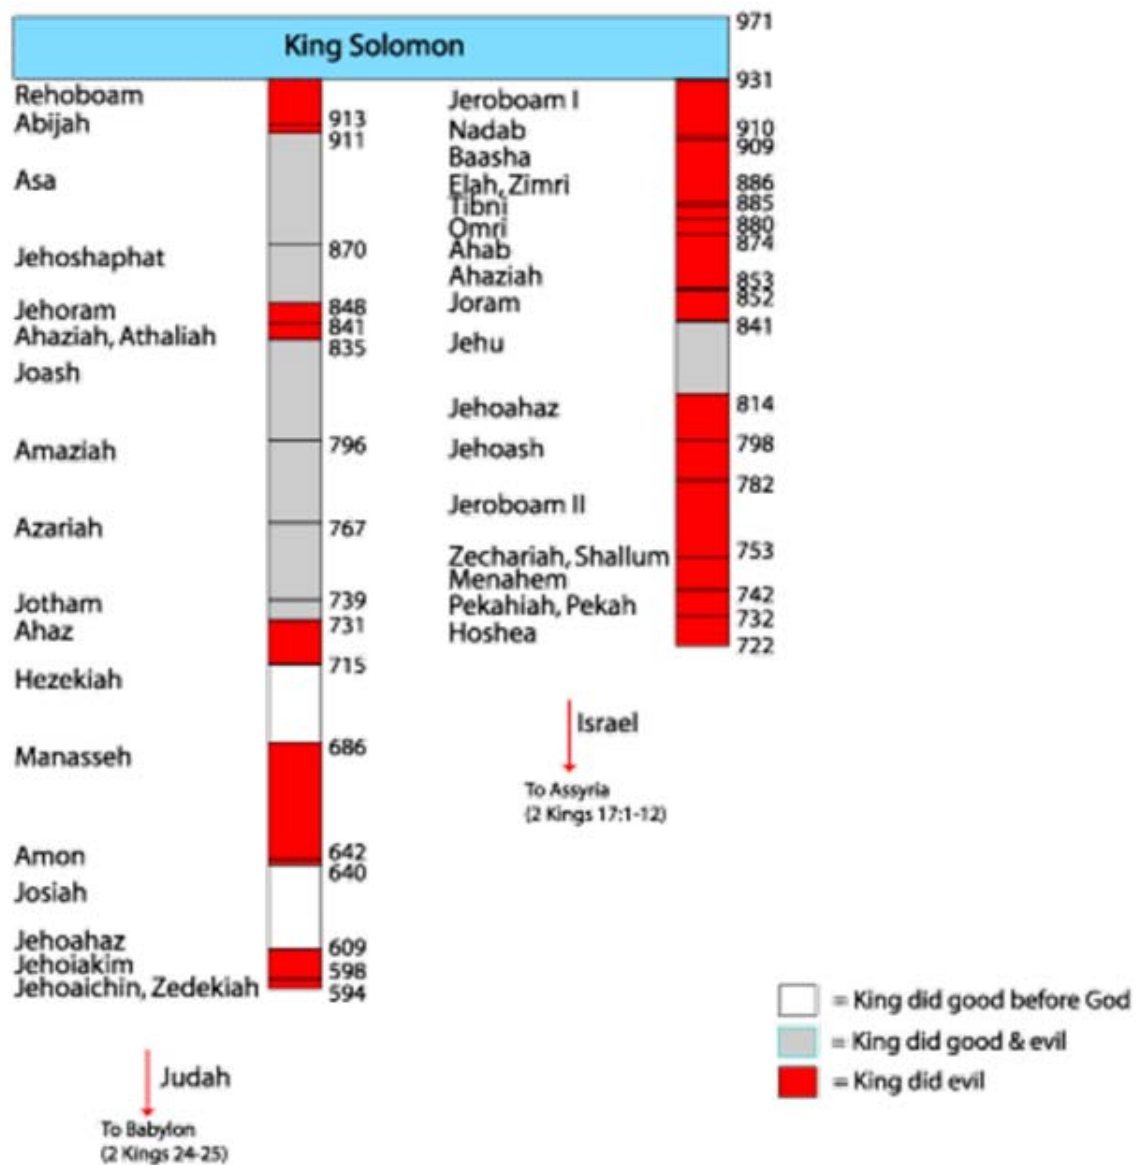 King Solomon
971
931
Rehoboam
Abijah
913
911
Asa
870
Jehoshaphat
Jehoram
848
Ahaziah, Athaliah
841
835
Joash
Amaziah
796
Azariah
767
Jotham
739
Ahaz
731
715
Hezekiah
686
Manasseh
Amon
642
640
Josiah
Jehoahaz
609
Jehoiakim
598
Jehoaichin, Zedekiah
594
Judah
To Babylon
(2 Kings 24-25)
Jeroboam I
Nadab
910
909
Baasha
Elah, Zimri
886
Tibni
885
Omri
880
Ahab
874
Ahaziah
853
Joram
852
841
Jehu
Jehoahaz
814
Jehoash
798
782
Jeroboam II
Zechariah, Shallum
753
Menahem
742
Pekahiah, Pekah
732
Hoshea
722
Israel
To Assyria
(2 Kings 17:1-12)
= King did good before God
= King did good & evil
= King did evil